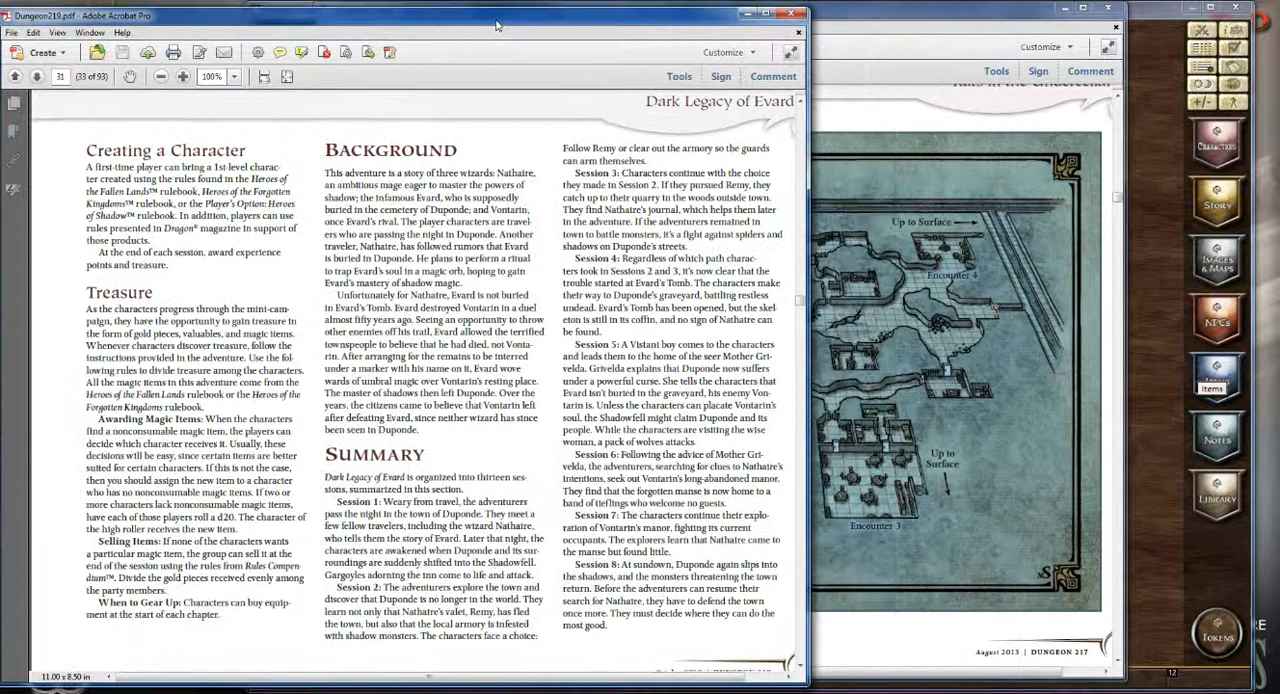 Dungeon219.pdf - Adobe Acrobat Pro
File Edit View Window Help
Create
Customize
31 (33 of 93)
100%
Tools Sign Comment
Dark Legacy of Evard
Creating a Character
A first-time player can bring a 1st-level charac-
ter created using the rules found in the Heroes of
the Fallen Lands™ rulebook, Heroes of the Forgotten
Kingdoms™ rulebook, or the Player's Option: Heroes
of Shadow™ rulebook. In addition, players can use
rules presented in Dragon® magazine in support of
those products.
At the end of each session, award experience
points and treasure.
Treasure
As the characters progress through the mini-cam-
paign, they have the opportunity to gain treasure in
the form of gold pieces, valuables, and magic items.
Whenever characters discover treasure, follow the
instructions provided in the adventure. Use the fol-
lowing rules to divide treasure among the characters.
All the magic items in this adventure come from the
Heroes of the Fallen Lands rulebook or the Heroes of the
Forgotten Kingdoms rulebook.
Awarding Magic Items: When the characters
find a nonconsumable magic item, the players can
decide which character receives it. Usually, these
decisions will be easy, since certain items are better
suited for certain characters. If this is not the case,
then you should assign the new item to a character
who has no nonconsumable magic items. If two or
more characters lack nonconsumable magic items,
have each of those players roll a d20. The character of
the high roller receives the new item.
Selling Items: If none of the characters wants
a particular magic item, the group can sell it at the
end of the session using the rules from Rules Compen-
dium™. Divide the gold pieces received evenly among
the party members.
When to Gear Up: Characters can buy equip-
ment at the start of each chapter.
BACKGROUND
This adventure is a story of three wizards: Nathaire,
an ambitious mage eager to master the powers of
shadow; the infamous Evard, who is supposedly
buried in the cemetery of Duponde; and Vontarin,
once Evard's rival. The player characters are travel-
ers who are passing the night in Duponde. Another
traveler, Nathaire, has followed rumors that Evard
is buried in Duponde. He plans to perform a ritual
to trap Evard's soul in a magic orb, hoping to gain
Evard's mastery of shadow magic.
Unfortunately for Nathaire, Evard is not buried
in Evard's Tomb. Evard destroyed Vontarin in a duel
almost fifty years ago. Seeing an opportunity to throw
other enemies off his trail, Evard allowed the terrified
townspeople to believe that he had died, not Vonta-
rin. After arranging for the remains to be interred
under a marker with his name on it, Evard wove
wards of umbral magic over Vontarin's resting place.
The master of shadows then left Duponde. Over the
years, the citizens came to believe that Vontarin left
after defeating Evard, since neither wizard has since
been seen in Duponde.
SUMMARY
Dark Legacy of Evard is organized into thirteen ses-
sions, summarized in this section.
Session 1: Weary from travel, the adventurers
pass the night in the town of Duponde. They meet a
few fellow travelers, including the wizard Nathaire,
who tells them the story of Evard. Later that night, the
characters are awakened when Duponde and its sur-
roundings are suddenly shifted into the Shadowfell.
Gargoyles adorning the inn come to life and attack.
Session 2: The adventurers explore the town and
discover that Duponde is no longer in the world. They
learn not only that Nathaire's valet, Remy, has fled
the town, but also that the local armory is infested
with shadow monsters. The characters face a choice:
Follow Remy or clear out the armory so the guards
can arm themselves.
Session 3: Characters continue with the choice
they made in Session 2. If they pursued Remy, they
catch up to their quarry in the woods outside town.
They find Nathaire's journal, which helps them later
in the adventure. If the adventurers remained in
town to battle monsters, it's a fight against spiders and
shadows on Duponde's streets.
Session 4: Regardless of which path charac-
ters took in Sessions 2 and 3, it's now clear that the
trouble started at Evard's Tomb. The characters make
their way to Duponde's graveyard, battling restless
undead. Evard's Tomb has been opened, but the skel-
eton is still in its coffin, and no sign of Nathaire can
be found.
Session 5: A Vistani boy comes to the characters
and leads them to the home of the seer Mother Gri-
velda. Grivelda explains that Duponde now suffers
under a powerful curse. She tells the characters that
Evard isn't buried in the graveyard, his enemy Von-
tarin is. Unless the characters can placate Vontarin's
soul, the Shadowfell might claim Duponde and its
people. While the characters are visiting the wise
woman, a pack of wolves attacks.
Session 6: Following the advice of Mother Gri-
velda, the adventurers, searching for clues to Nathaire's
intentions, seek out Vontarin's long-abandoned manor.
They find that the forgotten manse is now home to a
band of tieflings who welcome no guests.
Session 7: The characters continue their explo-
ration of Vontarin's manor, fighting its current
occupants. The explorers learn that Nathaire came to
the manse but found little.
Session 8: At sundown, Duponde again slips into
the shadows, and the monsters threatening the town
return. Before the adventurers can resume their
search for Nathaire, they have to defend the town
once more. They must decide where they can do the
most good.
11.00 x 8.50 in
Customize
Tools Sign Comment
Up to Surface
Encounter 4
Up to
Surface
Encounter 3
August 2013 | DUNGEON 217
CHARACTERS
STORY
IMAGES
& MAPS
NPCS
Items
NOTES
LIBRARY
TOKENS
12